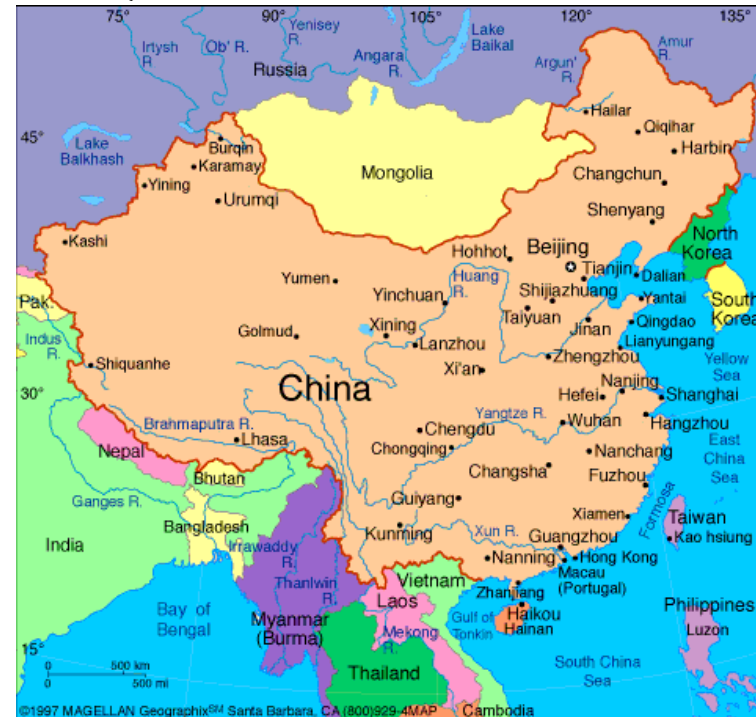 75°
90°
105°
120°
135°
Irtysh
R.
Ob' R.
Yenisey
R.
Angara
R.
Lake
Baikal
Argun'
R.
Amur
R.
Russia
45°
Lake
Balkhash
Burqin
Karamay
Yining
Urumqi
Mongolia
Hailar
Qiqihar
Harbin
Changchun
Shenyang
Kashi
Hohhot
Beijing
North
Korea
Huang
R.
Tianjin
Dalian
Yumen
Yinchuan
Shijiazhuang
Yantai
South
Korea
Pak.
Taiyuan
Golmud
Xining
Jinan
Qingdao
Indus
R.
Lanzhou
Lianyungang
Shiquanhe
Xi'an
Zhengzhou
Yellow
Sea
30°
China
Hefei
Nanjing
Shanghai
Brahmaputra R.
Yangtze R.
Wuhan
Hangzhou
Lhasa
Chengdu
Nepal
Chongqing
Nanchang
East
China
Sea
Bhutan
Changsha
Fuzhou
Ganges R.
Guiyang
Formosa
Xiamen
Taiwan
Bangladesh
Kunming
Xun R.
Guangzhou
Kao hsiung
India
Irrawaddy
R.
Nanning
Hong Kong
Macau
(Portugal)
Vietnam
Thanlwin
R.
Zhanjiang
Laos
Haikou
Hainan
Philippines
Luzon
Bay of
Bengal
Myanmar
(Burma)
Mekong
R.
Gulf of
Tonkin
15°
0
500 km
0
500 mi
Thailand
South China
Sea
©1997 MAGELLAN Geographix℠ Santa Barbara, CA (800)929-4MAP
Cambodia